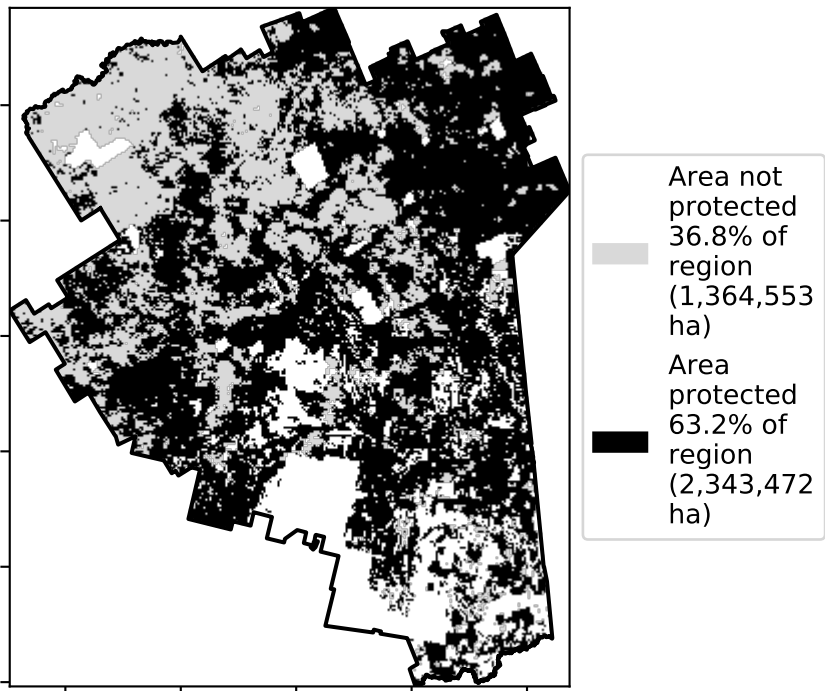 Area not
protected
36.8% of
region
(1,364,553
ha)
Area
protected
63.2% of
region
(2,343,472
ha)